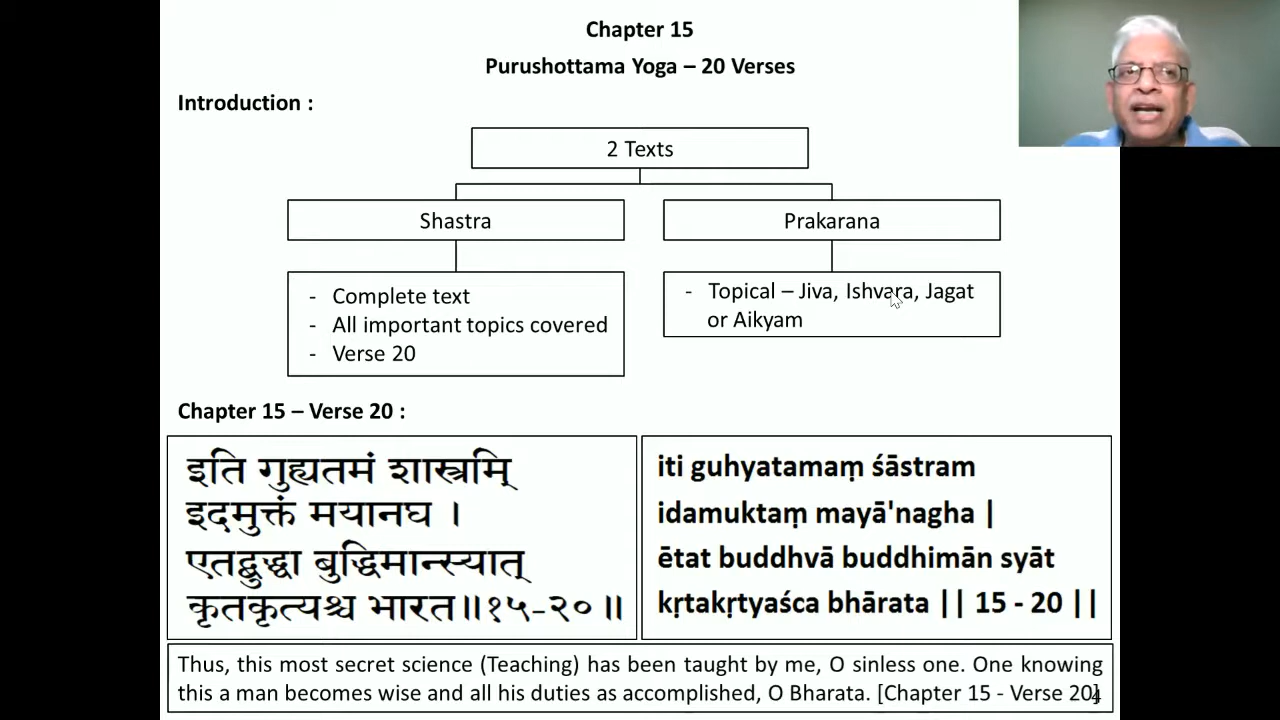 Chapter 15
Purushottama Yoga – 20 Verses
Introduction :
2 Texts
Shastra
Prakarana
- Complete text
- All important topics covered
- Verse 20
- Topical – Jiva, Ishvara, Jagat
or Aikyam
Chapter 15 – Verse 20 :
इति गुह्यतमं शास्त्रमि्
इदमुक्तं मयानघ ।
एतद्बुद्धा बुद्धिमान्स्यात्
कृतकृत्यश्च भारत॥१५-२०॥
iti guhyatamaṃ śāstram
idamuktaṃ mayā'nagha |
ētat buddhvā buddhimān syāt
kṛtakṛtyaśca bhārata || 15 - 20 ||
Thus, this most secret science (Teaching) has been taught by me, O sinless one. One knowing
this a man becomes wise and all his duties as accomplished, O Bharata. [Chapter 15 - Verse 20]
4